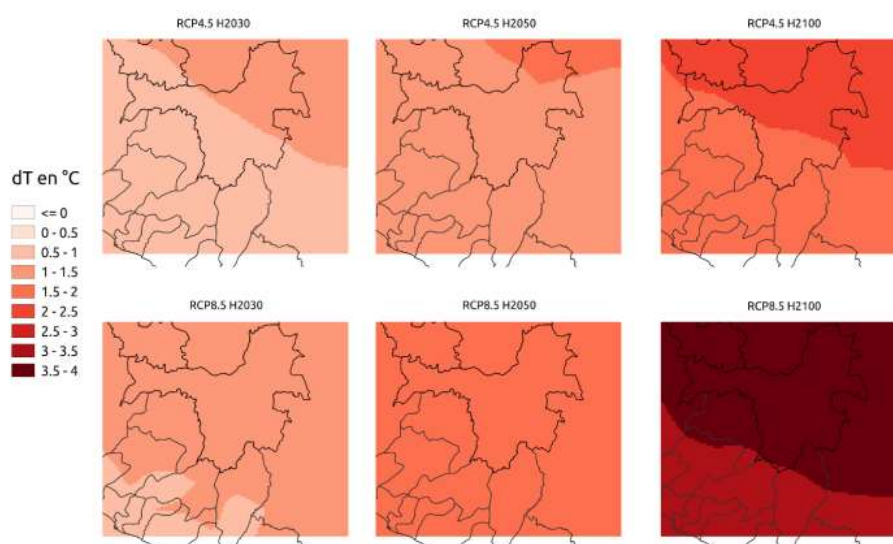 RCP4.5 H2030
RCP4.5 H2050
RCP4.5 H2100
dT en °C
<= 0
0 - 0.5
0.5 - 1
1 - 1.5
1.5 - 2
2 - 2.5
2.5 - 3
3 - 3.5
3.5 - 4
RCP8.5 H2030
RCP8.5 H2050
RCP8.5 H2100